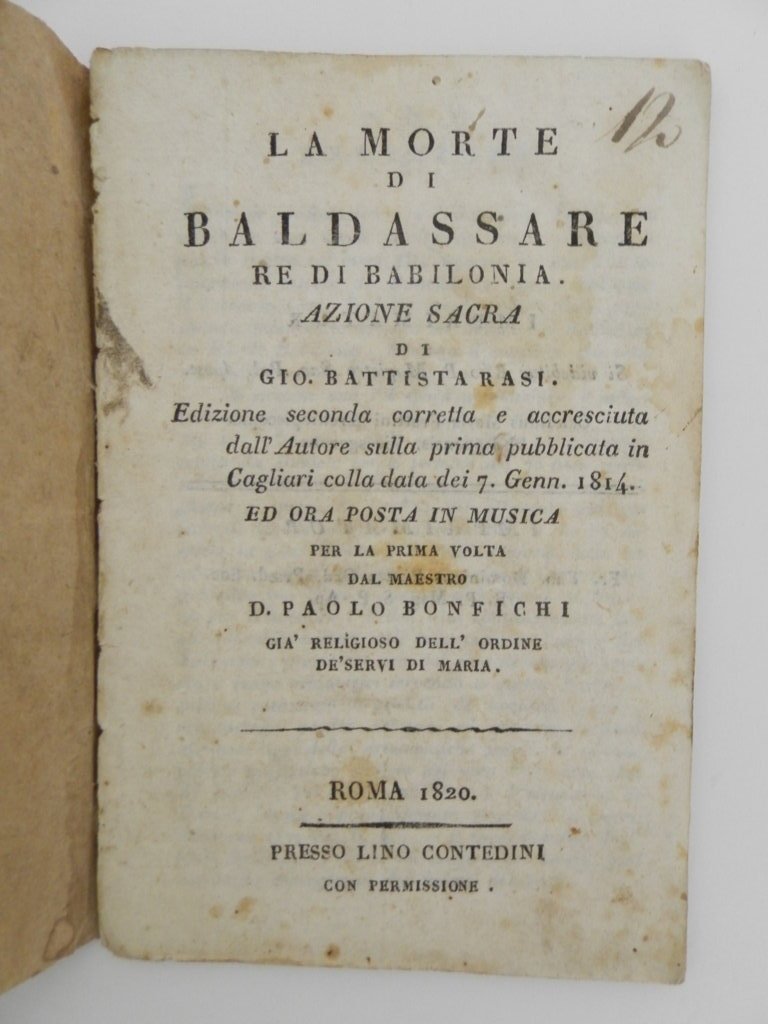 LA MORTE
DI
BALDASSARE
RE DI BABILONIA.
AZIONE SACRA
DI
GIO. BATTISTA RASI.
Edizione seconda corretta e accresciuta
dall' Autore sulla prima pubblicata in
Cagliari colla data dei 7. Genn. 1814.
ED ORA POSTA IN MUSICA
PER LA PRIMA VOLTA
DAL MAESTRO
D. PAOLO BONFICHI
GIA' RELIGIOSO DELL' ORDINE
DE' SERVI DI MARIA.
ROMA 1820.
PRESSO LINO CONTEDINI
CON PERMISSIONE.